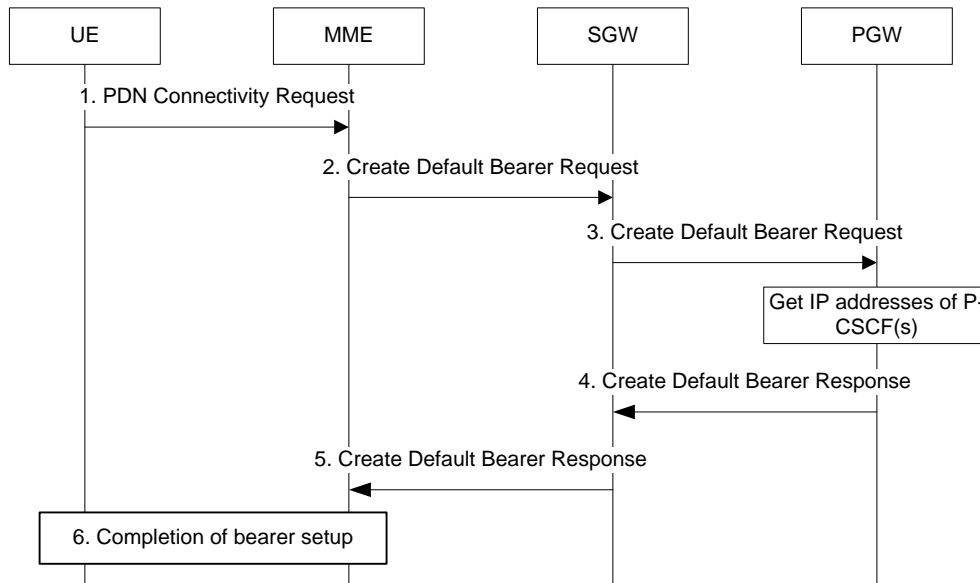 UE
MME
SGW
PGW
1. PDN Connectivity Request
2. Create Default Bearer Request
3. Create Default Bearer Request
Get IP addresses of P-
CSCF(s)
4. Create Default Bearer Response
5. Create Default Bearer Response
6. Completion of bearer setup